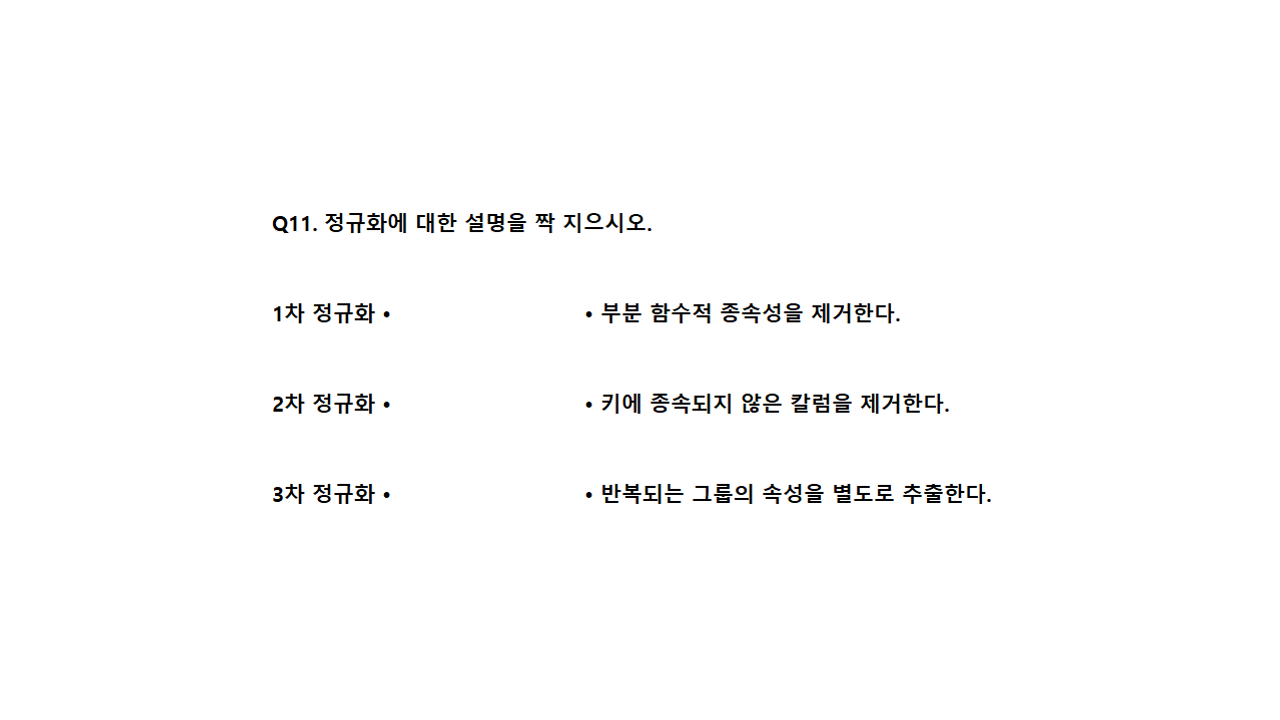 Q11. 정규화에 대한 설명을 짝 지으시오.
1차 정규화 • • 부분 함수적 종속성을 제거한다.
2차 정규화 • • 키에 종속되지 않은 칼럼을 제거한다.
3차 정규화 • • 반복되는 그룹의 속성을 별도로 추출한다.